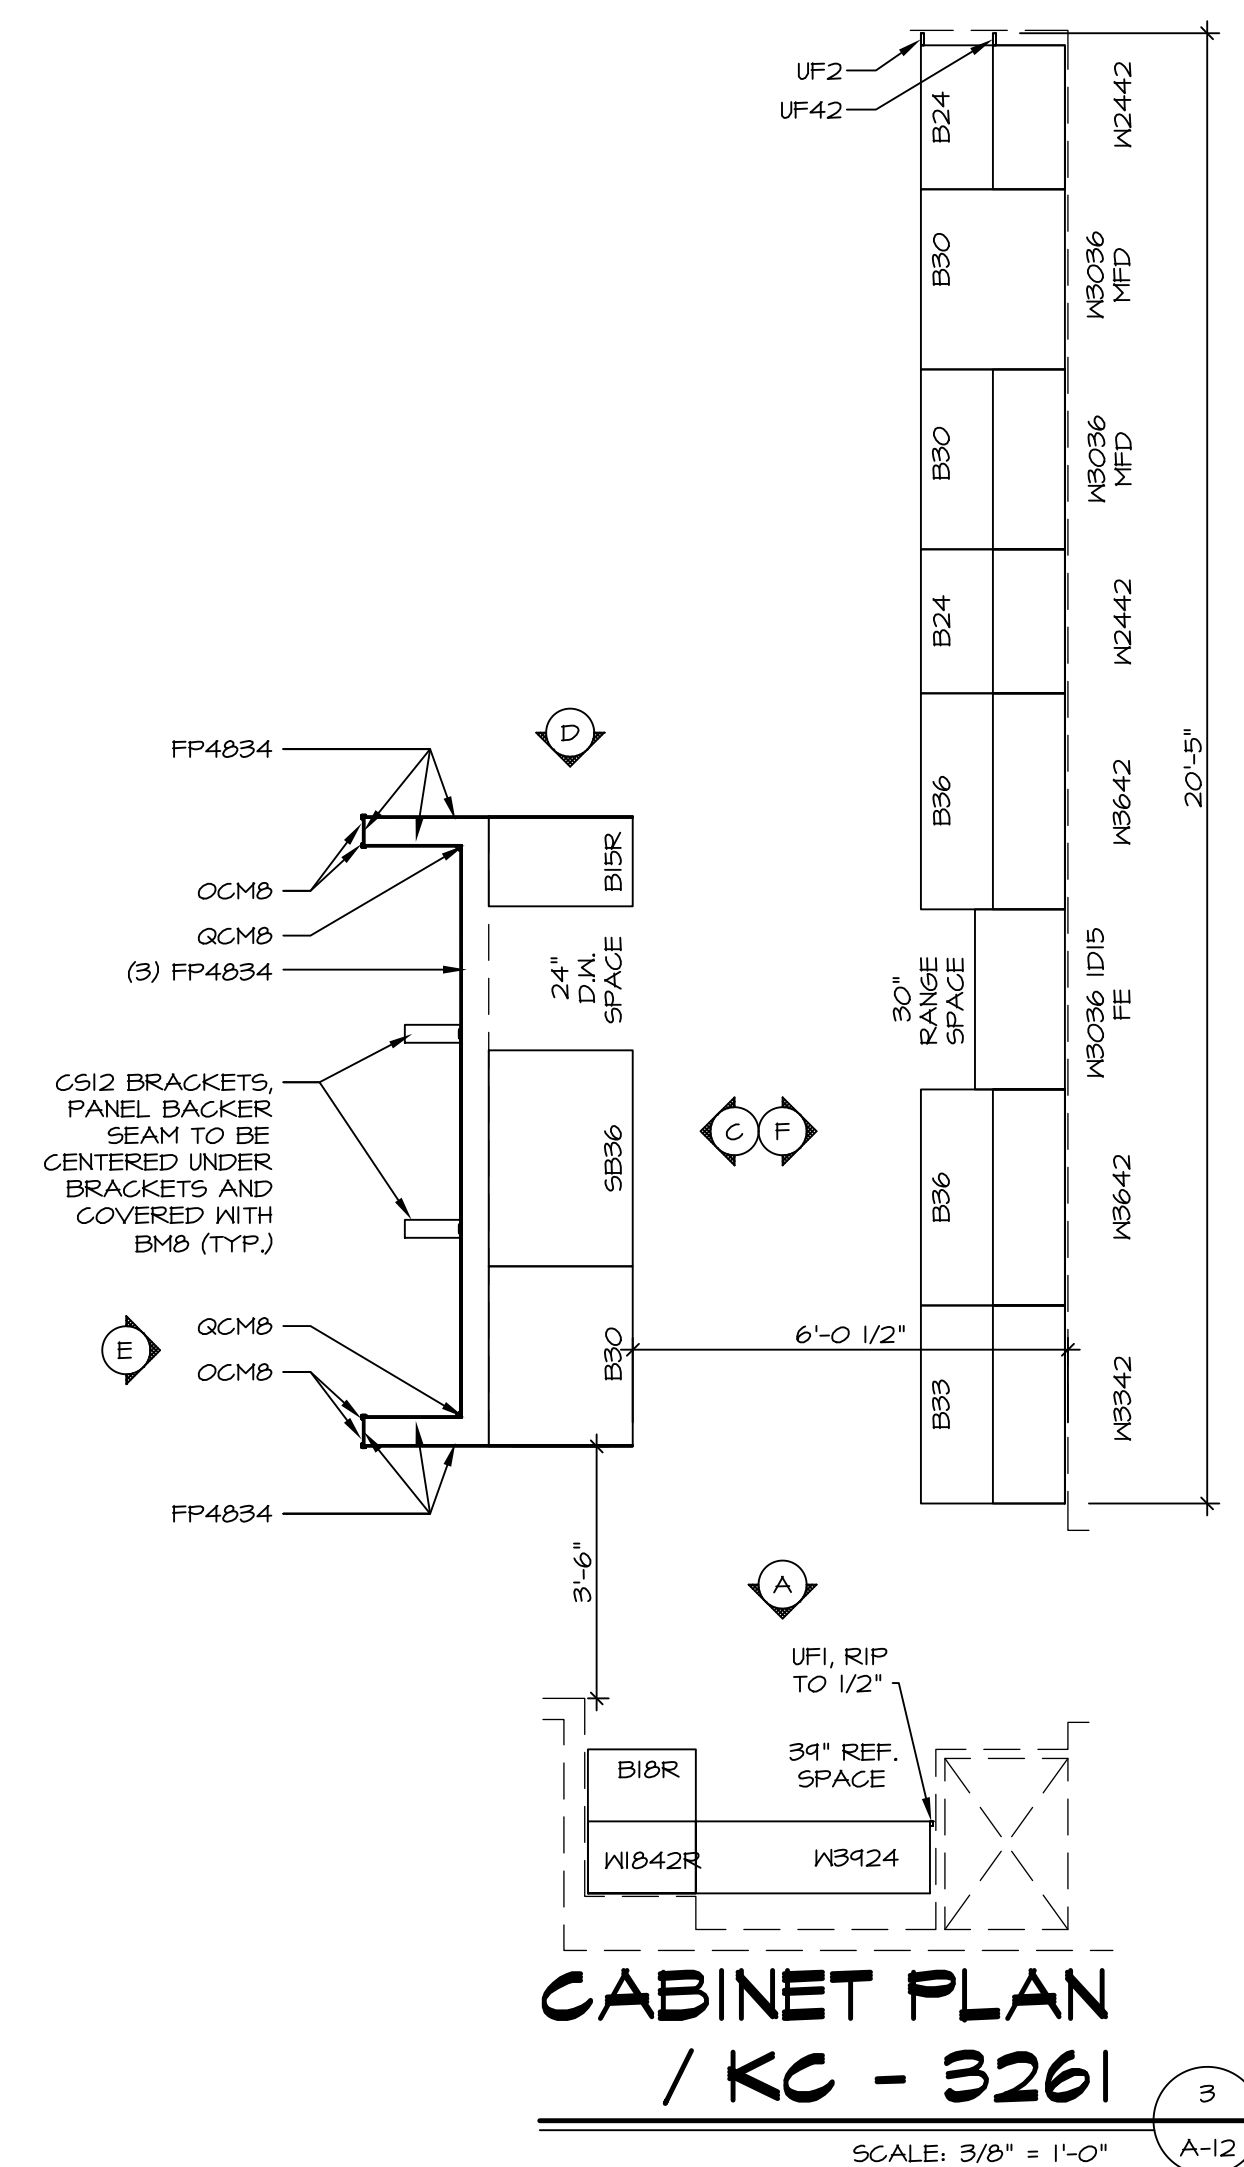 UF2
UF42
B24
W2442
B30
W3036
MFD
B30
W3036
MFD
B24
W2442
B36
W3642
20'-5"
30"
RANGE
SPACE
W3036 1D15
FE
B36
W3642
B33
W3342
6'-0 1/2"
D
FP4834
OCM8
QCM8
(3) FP4834
B15R
24"
D.W.
SPACE
CS12 BRACKETS,
PANEL BACKER
SEAM TO BE
CENTERED UNDER
BRACKETS AND
COVERED WITH
BM8 (TYP.)
SB36
C
F
E
QCM8
OCM8
B30
FP4834
3'-6"
A
UF1, RIP
TO 1/2"
39" REF.
SPACE
B18R
W1842R
W3924
CABINET PLAN
/ KC - 3261
3
A-12
SCALE: 3/8" = 1'-0"